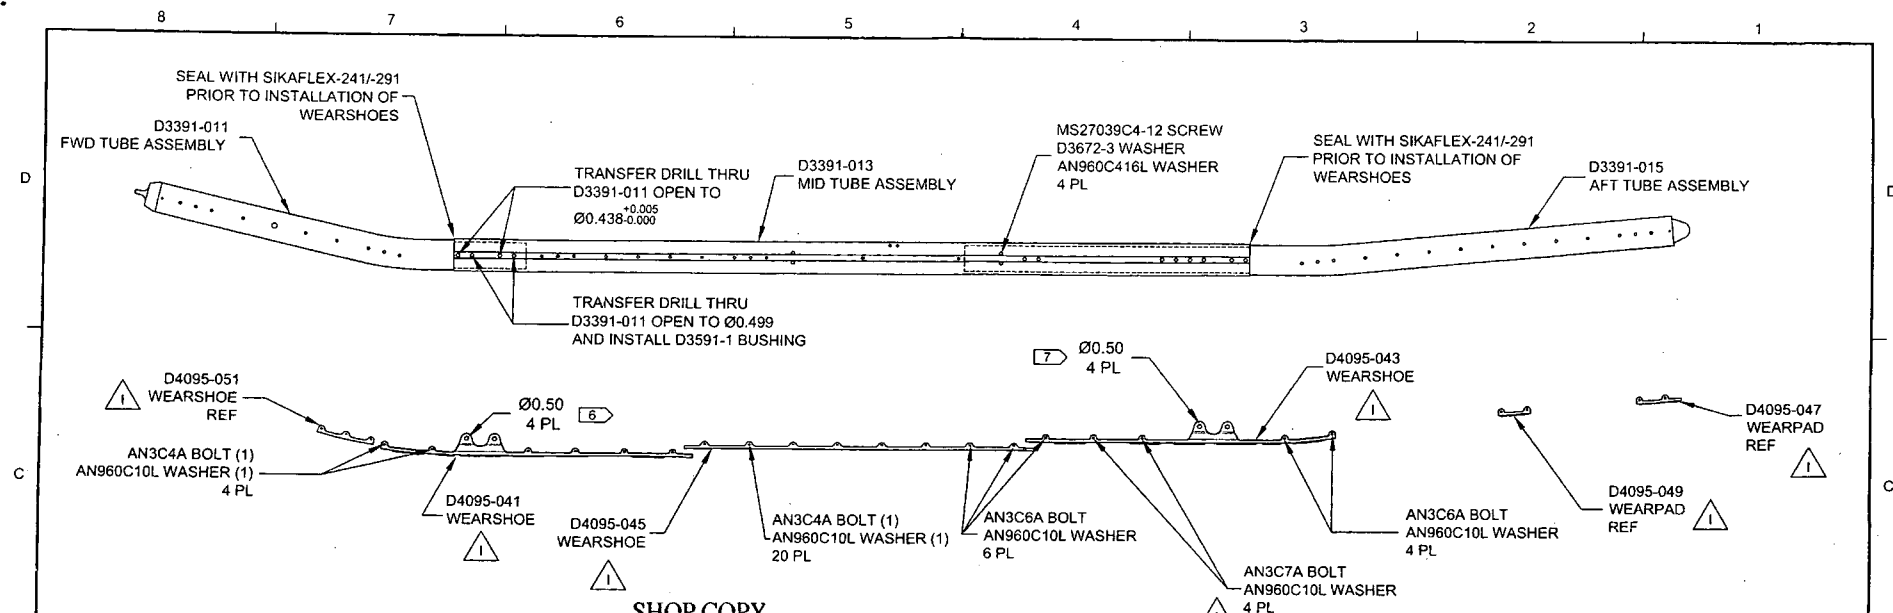 8 7 6 5 4 3 2 1
SEAL WITH SIKAFLEX-241/-291
PRIOR TO INSTALLATION OF
WEARSHOES
D3391-011
FWD TUBE ASSEMBLY
TRANSFER DRILL THRU
D3391-011 OPEN TO
Ø0.438 +0.005 -0.000
D3391-013
MID TUBE ASSEMBLY
MS27039C4-12 SCREW
D3672-3 WASHER
AN960C416L WASHER
4 PL
SEAL WITH SIKAFLEX-241/-291
PRIOR TO INSTALLATION OF
WEARSHOES
D3391-015
AFT TUBE ASSEMBLY
D
D
TRANSFER DRILL THRU
D3391-011 OPEN TO Ø0.499
AND INSTALL D3591-1 BUSHING
D4095-051
WEARSHOE
REF
1
Ø0.50
4 PL
6
7
Ø0.50
4 PL
D4095-043
WEARSHOE
1
D4095-047
WEARPAD
REF
1
AN3C4A BOLT (1)
AN960C10L WASHER (1)
4 PL
C
C
D4095-041
WEARSHOE
1
D4095-045
WEARSHOE
1
AN3C4A BOLT (1)
AN960C10L WASHER (1)
20 PL
AN3C6A BOLT
AN960C10L WASHER
6 PL
AN3C7A BOLT
AN960C10L WASHER
4 PL
AN3C6A BOLT
AN960C10L WASHER
4 PL
D4095-049
WEARPAD
REF
1
SHOP COPY